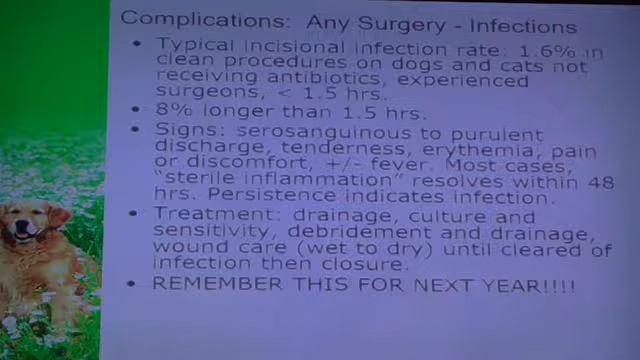 Complications: Any Surgery - Infections
• Typical incisional infection rate: 1.6% in
clean procedures on dogs and cats not
receiving antibiotics, experienced
surgeons, < 1.5 hrs.
• 8% longer than 1.5 hrs.
• Signs: serosanguinous to purulent
discharge, tenderness, erythemia, pain
or discomfort, +/- fever. Most cases,
"sterile inflammation" resolves within 48
hrs. Persistence indicates infection.
• Treatment: drainage, culture and
sensitivity, debridement and drainage,
wound care (wet to dry) until cleared of
infection then closure.
• REMEMBER THIS FOR NEXT YEAR!!!!